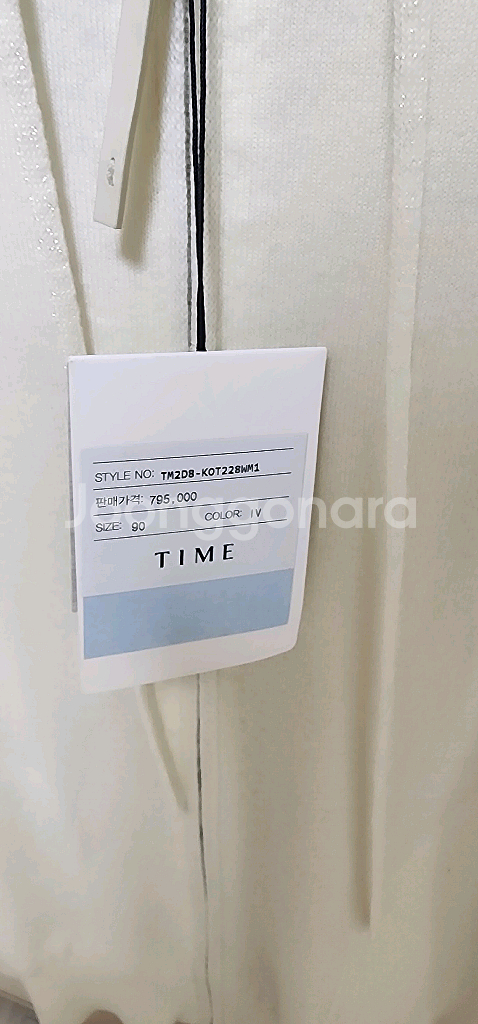 STYLE NO: TM2D8-KOT228WM1
판매가격: 795,000
Joonggonara
SIZE: 90 COLOR: IV
TIME